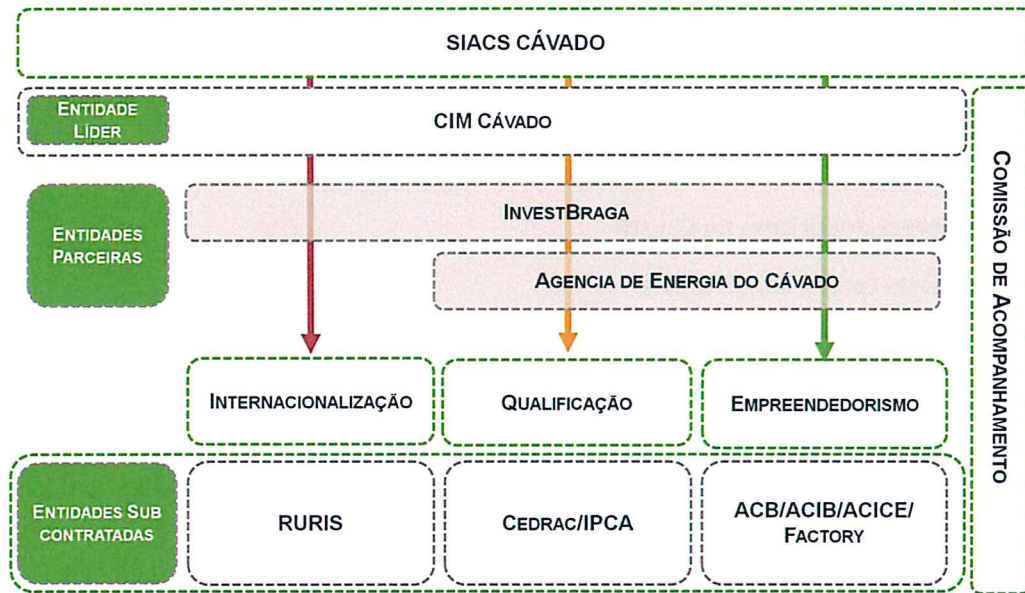 SIACS CÁVADO
ENTIDADE
LÍDER
CIM CÁVADO
ENTIDADES
PARCEIRAS
INVESTBRAGA
AGENCIA DE ENERGIA DO CÁVADO
INTERNACIONALIZAÇÃO
QUALIFICAÇÃO
EMPREENDEDORISMO
ENTIDADES SUB
CONTRATADAS
RURIS
CEDRAC/IPCA
ACB/ACIB/ACICE/
FACTORY
COMISSÃO DE ACOMPANHAMENTO